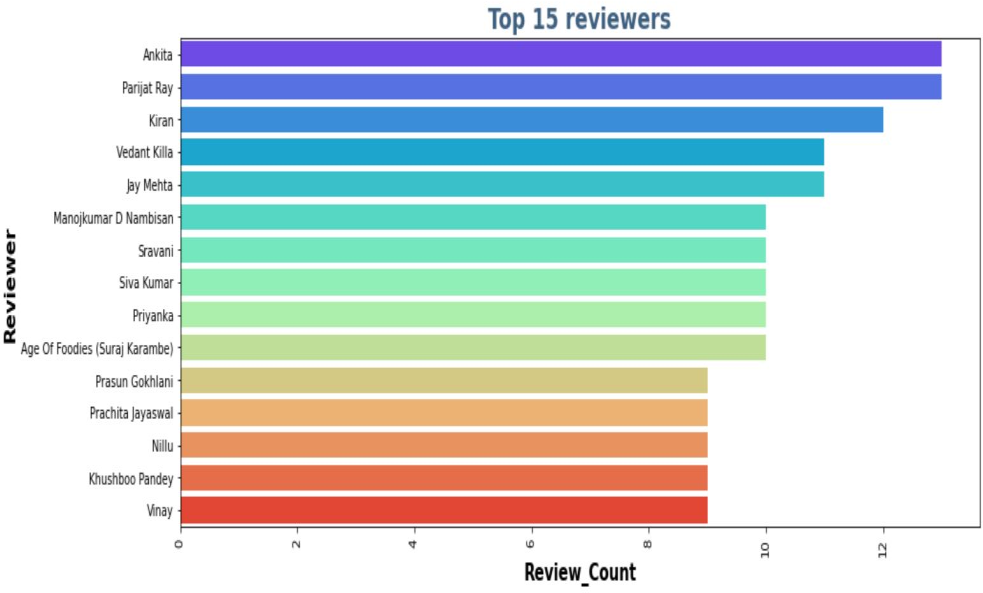 Top 15 reviewers
Reviewer
Ankita
Parijat Ray
Kiran
Vedant Killa
Jay Mehta
Manojkumar D Nambisan
Sravani
Siva Kumar
Priyanka
Age Of Foodies (Suraj Karambe)
Prasun Gokhlani
Prachita Jayaswal
Nillu
Khushboo Pandey
Vinay
0 2 4 6 8 10 12
Review_Count